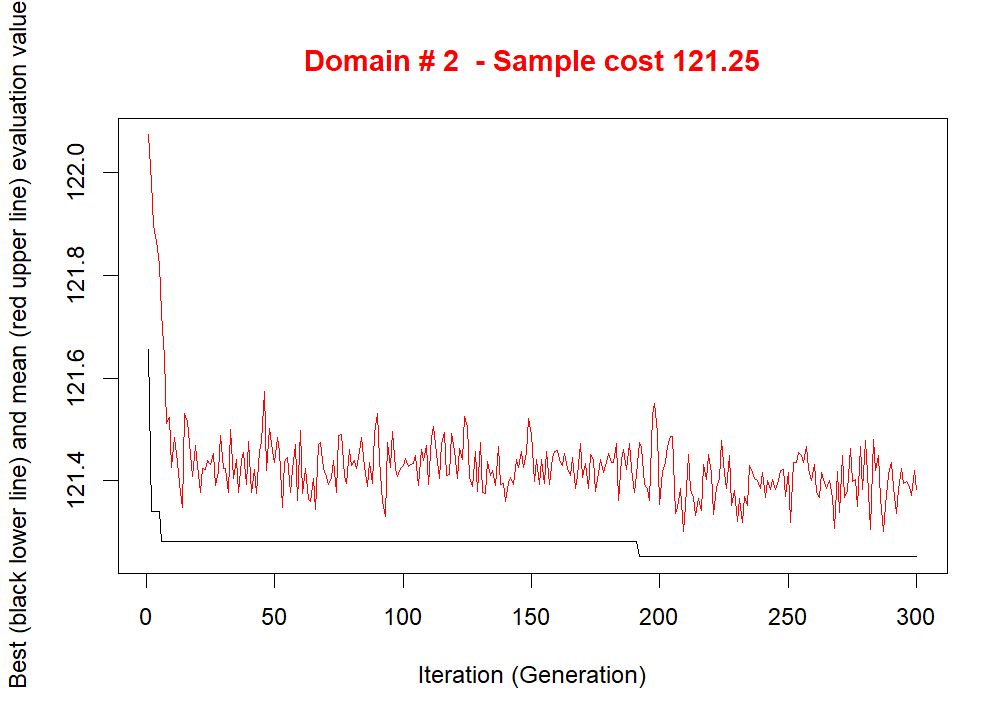 Domain # 2  - Sample cost 121.25
Best (black lower line) and mean (red upper line) evaluation value
122.0
121.8
121.6
121.4
0 50 100 150 200 250 300
Iteration (Generation)